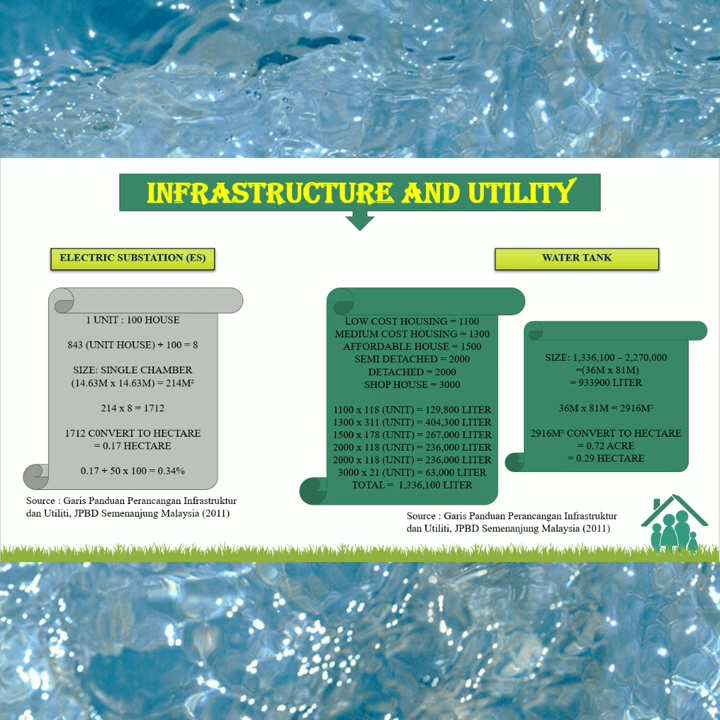 INFRASTRUCTURE AND UTILITY
ELECTRIC SUBSTATION (ES)
1 UNIT : 100 HOUSE
843 (UNIT HOUSE) ÷ 100 = 8
SIZE: SINGLE CHAMBER
(14.63M x 14.63M) = 214M²
214 x 8 = 1712
1712 C0NVERT TO HECTARE
= 0.17 HECTARE
0.17 ÷ 50 x 100 = 0.34%
Source : Garis Panduan Perancangan Infrastruktur
dan Utiliti, JPBD Semenanjung Malaysia (2011)
WATER TANK
LOW COST HOUSING = 1100
MEDIUM COST HOUSING = 1300
AFFORDABLE HOUSE = 1500
SEMI DETACHED = 2000
DETACHED = 2000
SHOP HOUSE = 3000
1100 x 118 (UNIT) = 129,800 LITER
1300 x 311 (UNIT) = 404,300 LITER
1500 x 178 (UNIT) = 267,000 LITER
2000 x 118 (UNIT) = 236,000 LITER
2000 x 118 (UNIT) = 236,000 LITER
3000 x 21 (UNIT) = 63,000 LITER
TOTAL = 1,336,100 LITER
SIZE: 1,336,100 – 2,270,000
=(36M x 81M)
= 933900 LITER
36M x 81M = 2916M²
2916M² CONVERT TO HECTARE
= 0.72 ACRE
= 0.29 HECTARE
Source : Garis Panduan Perancangan Infrastruktur
dan Utiliti, JPBD Semenanjung Malaysia (2011)